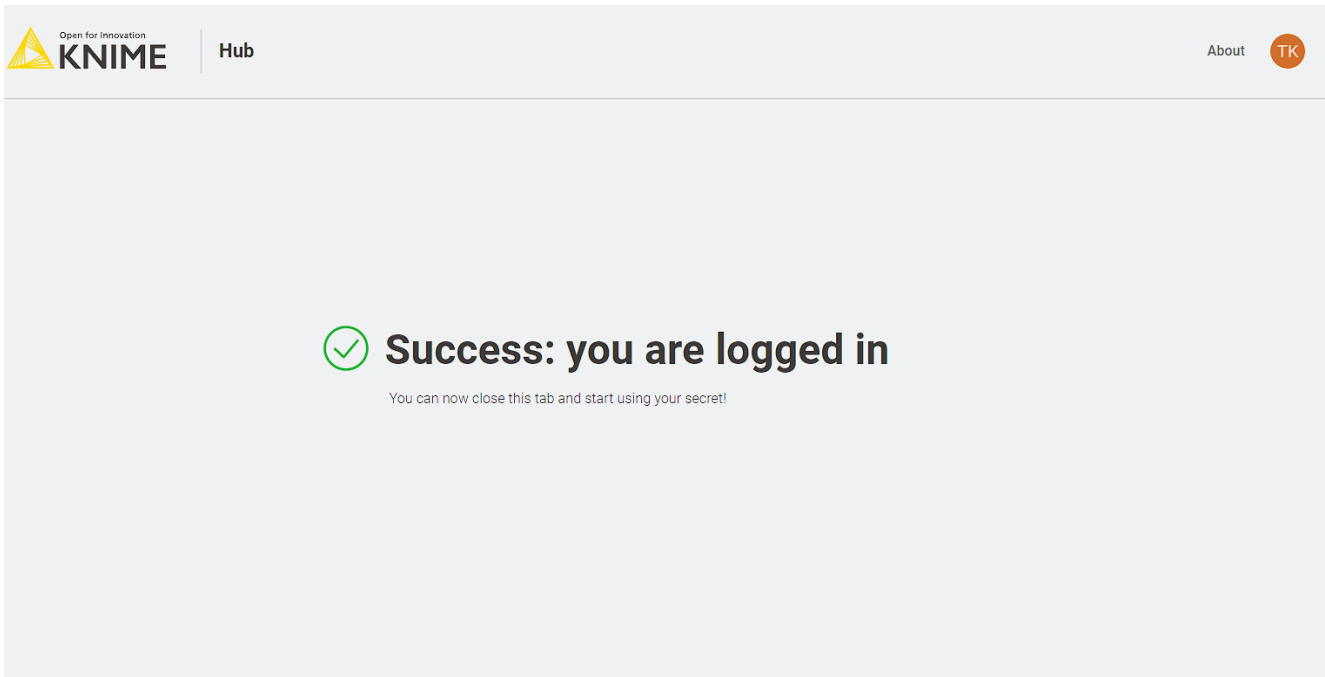 Open for Innovation
KNIME
Hub
About
TK
Success: you are logged in
You can now close this tab and start using your secret!